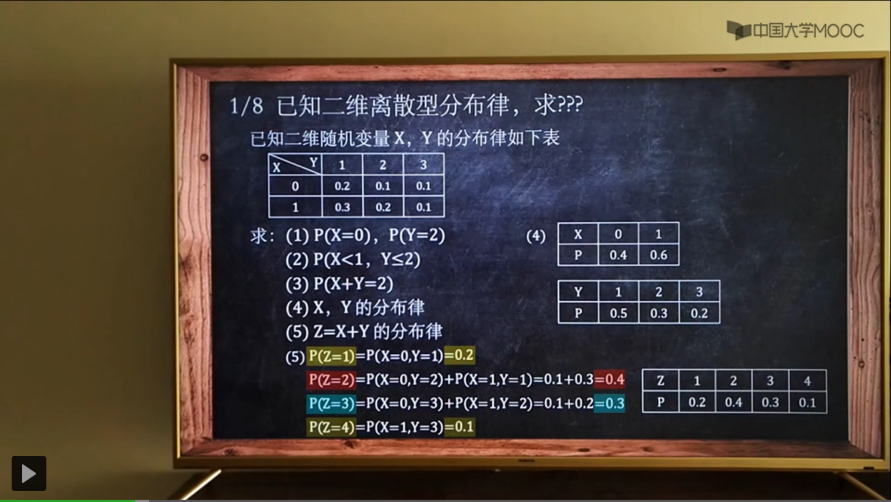 中国大学MOOC
1/8 已知二维离散型分布律，求???
已知二维随机变量 X，Y 的分布律如下表
X Y 1 2 3
0 0.2 0.1 0.1
1 0.3 0.2 0.1
求：(1) P(X=0)，P(Y=2)
(2) P(X<1，Y≤2)
(3) P(X+Y=2)
(4) X，Y 的分布律
(5) Z=X+Y 的分布律
(4)
X 0 1
P 0.4 0.6
Y 1 2 3
P 0.5 0.3 0.2
(5) P(Z=1)=P(X=0,Y=1)=0.2
P(Z=2)=P(X=0,Y=2)+P(X=1,Y=1)=0.1+0.3=0.4
P(Z=3)=P(X=0,Y=3)+P(X=1,Y=2)=0.1+0.2=0.3
P(Z=4)=P(X=1,Y=3)=0.1
Z 1 2 3 4
P 0.2 0.4 0.3 0.1